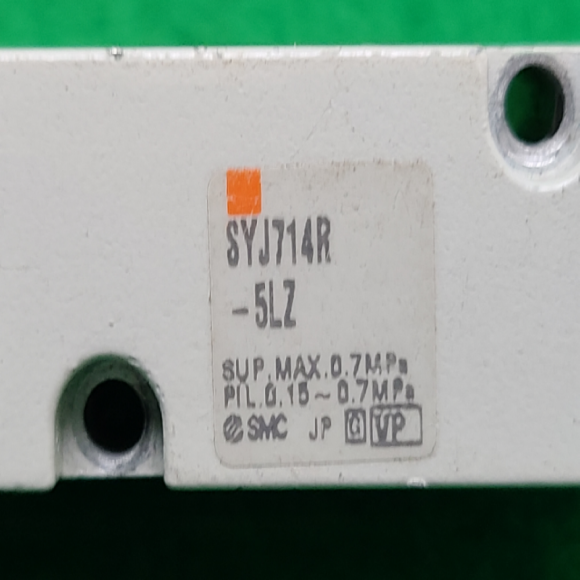 SYJ714R
-5LZ
SUP.MAX.0.7MPa
PIL.0.15~0.7MPa
SMC JP G VP